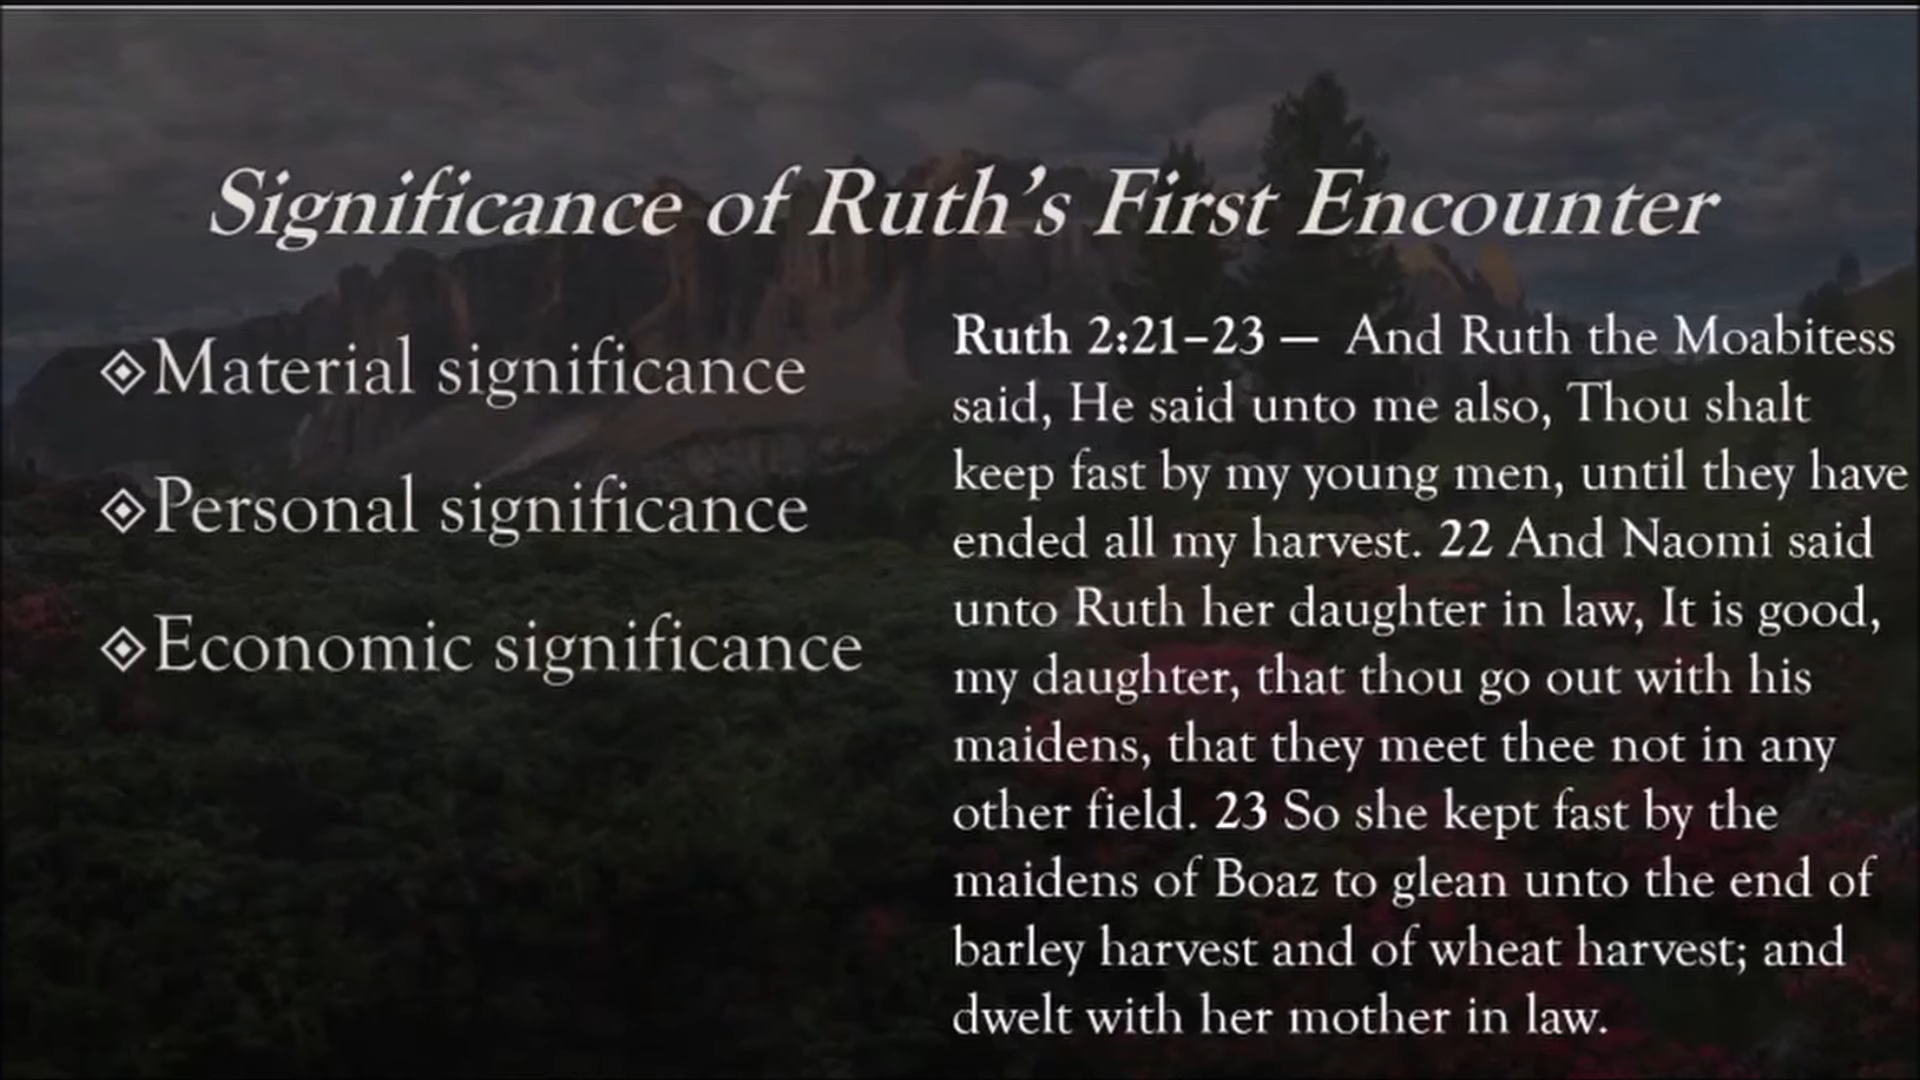 Significance of Ruth's First Encounter
Material significance
Personal significance
Economic significance
Ruth 2:21–23 — And Ruth the Moabitess
said, He said unto me also, Thou shalt
keep fast by my young men, until they have
ended all my harvest. 22 And Naomi said
unto Ruth her daughter in law, It is good,
my daughter, that thou go out with his
maidens, that they meet thee not in any
other field. 23 So she kept fast by the
maidens of Boaz to glean unto the end of
barley harvest and of wheat harvest; and
dwelt with her mother in law.